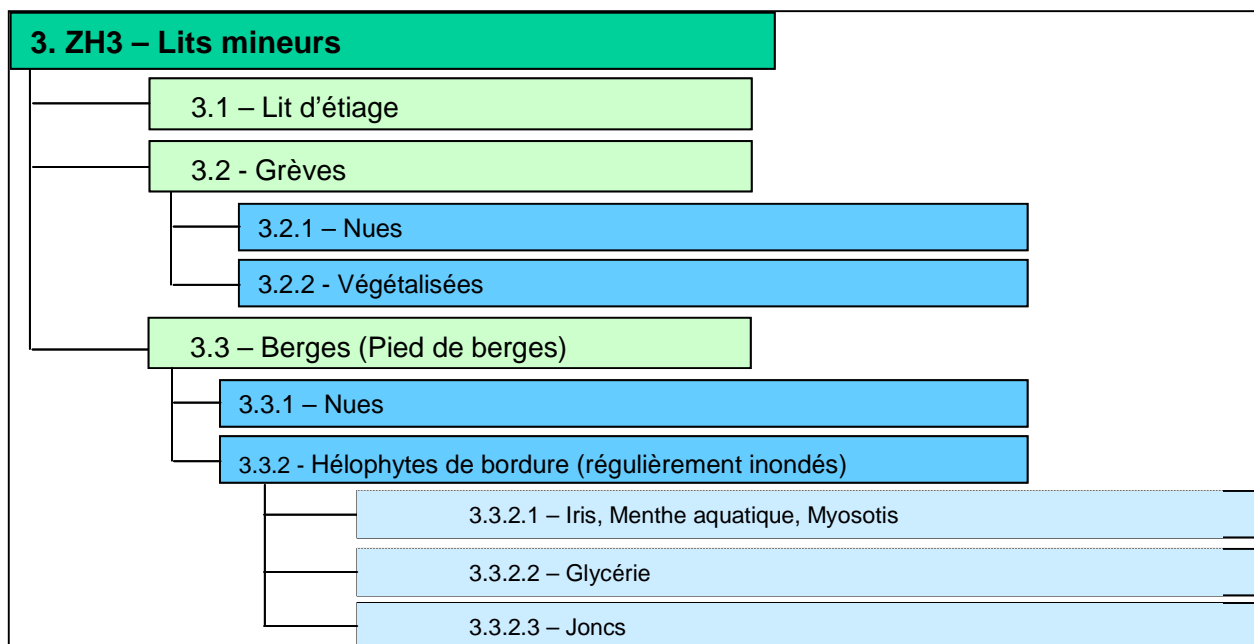 3. ZH3 – Lits mineurs
3.1 – Lit d’étiage
3.2 - Grèves
3.2.1 – Nues
3.2.2 - Végétalisées
3.3 – Berges (Pied de berges)
3.3.1 – Nues
3.3.2 - Hélophytes de bordure (régulièrement inondés)
3.3.2.1 – Iris, Menthe aquatique, Myosotis
3.3.2.2 – Glycérie
3.3.2.3 – Joncs